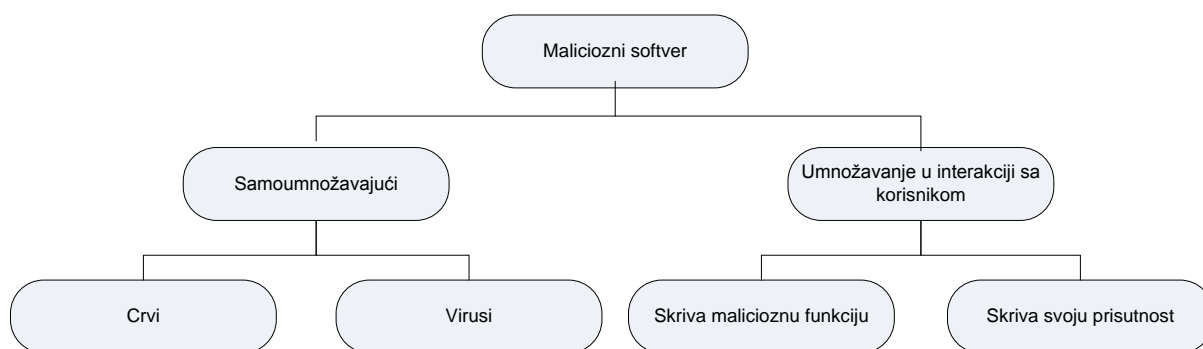 Maliciozni softver
Samoumnožavajući
Umnožavanje u interakciji sa
korisnikom
Crvi
Virusi
Skriva malicioznu funkciju
Skriva svoju prisutnost